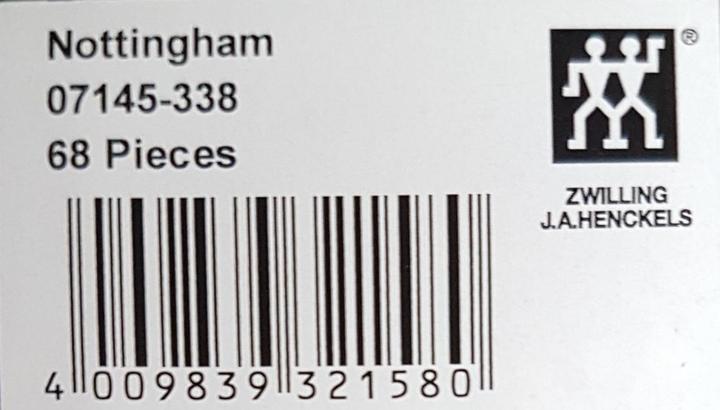 Nottingham
07145-338
68 Pieces
®
ZWILLING
J.A.HENCKELS
4 009839 321580